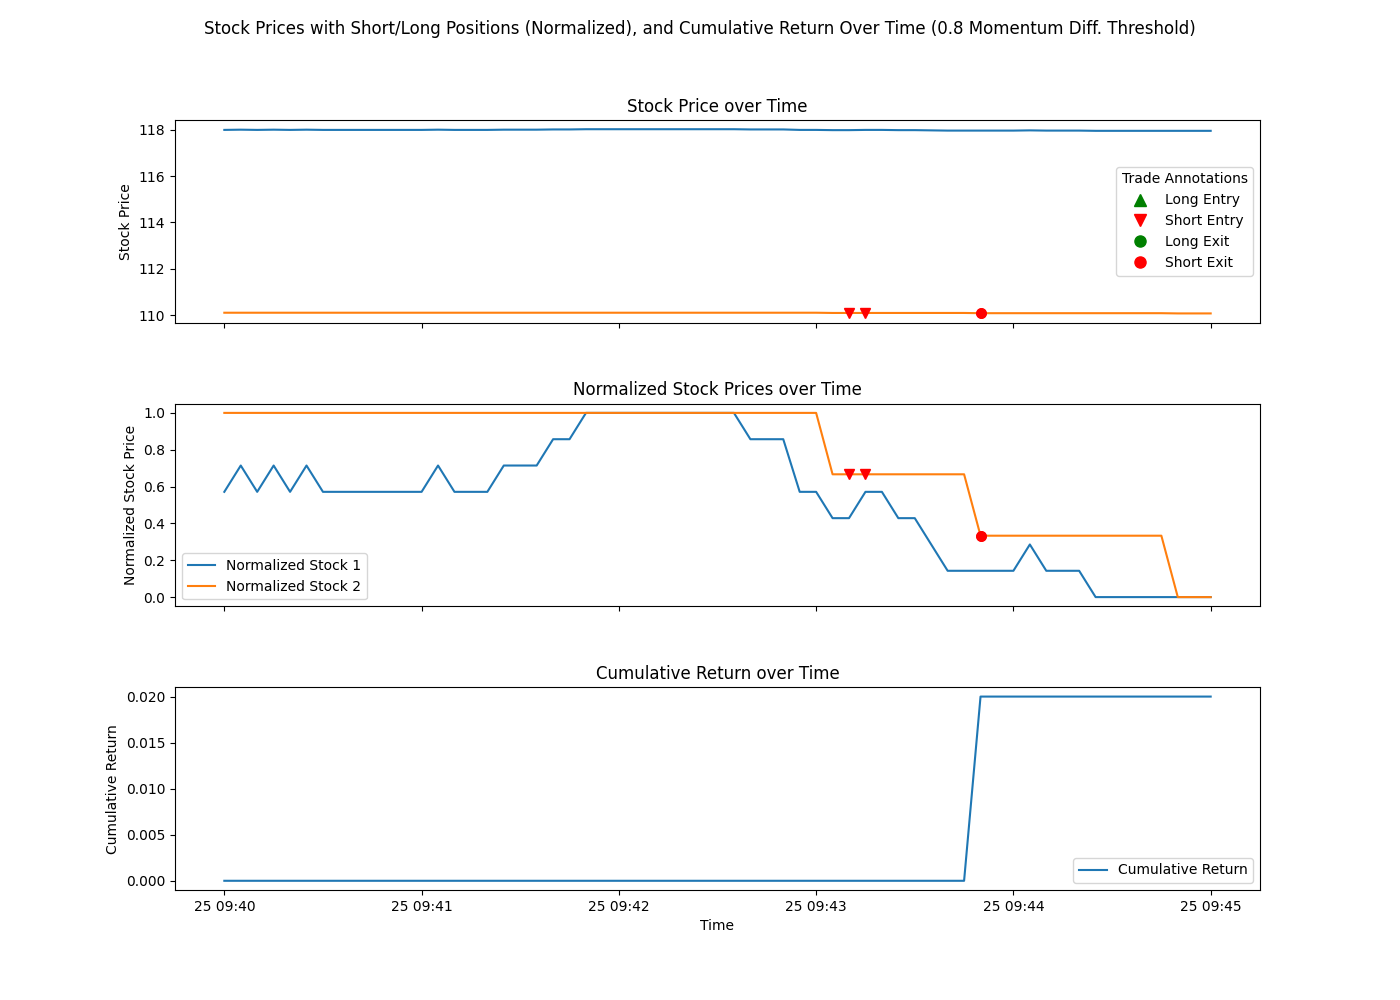 Stock Prices with Short/Long Positions (Normalized), and Cumulative Return Over Time (0.8 Momentum Diff. Threshold)
Stock Price over Time
Stock Price
118
116
114
112
110
Trade Annotations
Long Entry
Short Entry
Long Exit
Short Exit
Normalized Stock Prices over Time
Normalized Stock Price
1.0
0.8
0.6
0.4
0.2
0.0
Normalized Stock 1
Normalized Stock 2
Cumulative Return over Time
Cumulative Return
0.020
0.015
0.010
0.005
0.000
Cumulative Return
25 09:40
25 09:41
25 09:42
25 09:43
25 09:44
25 09:45
Time